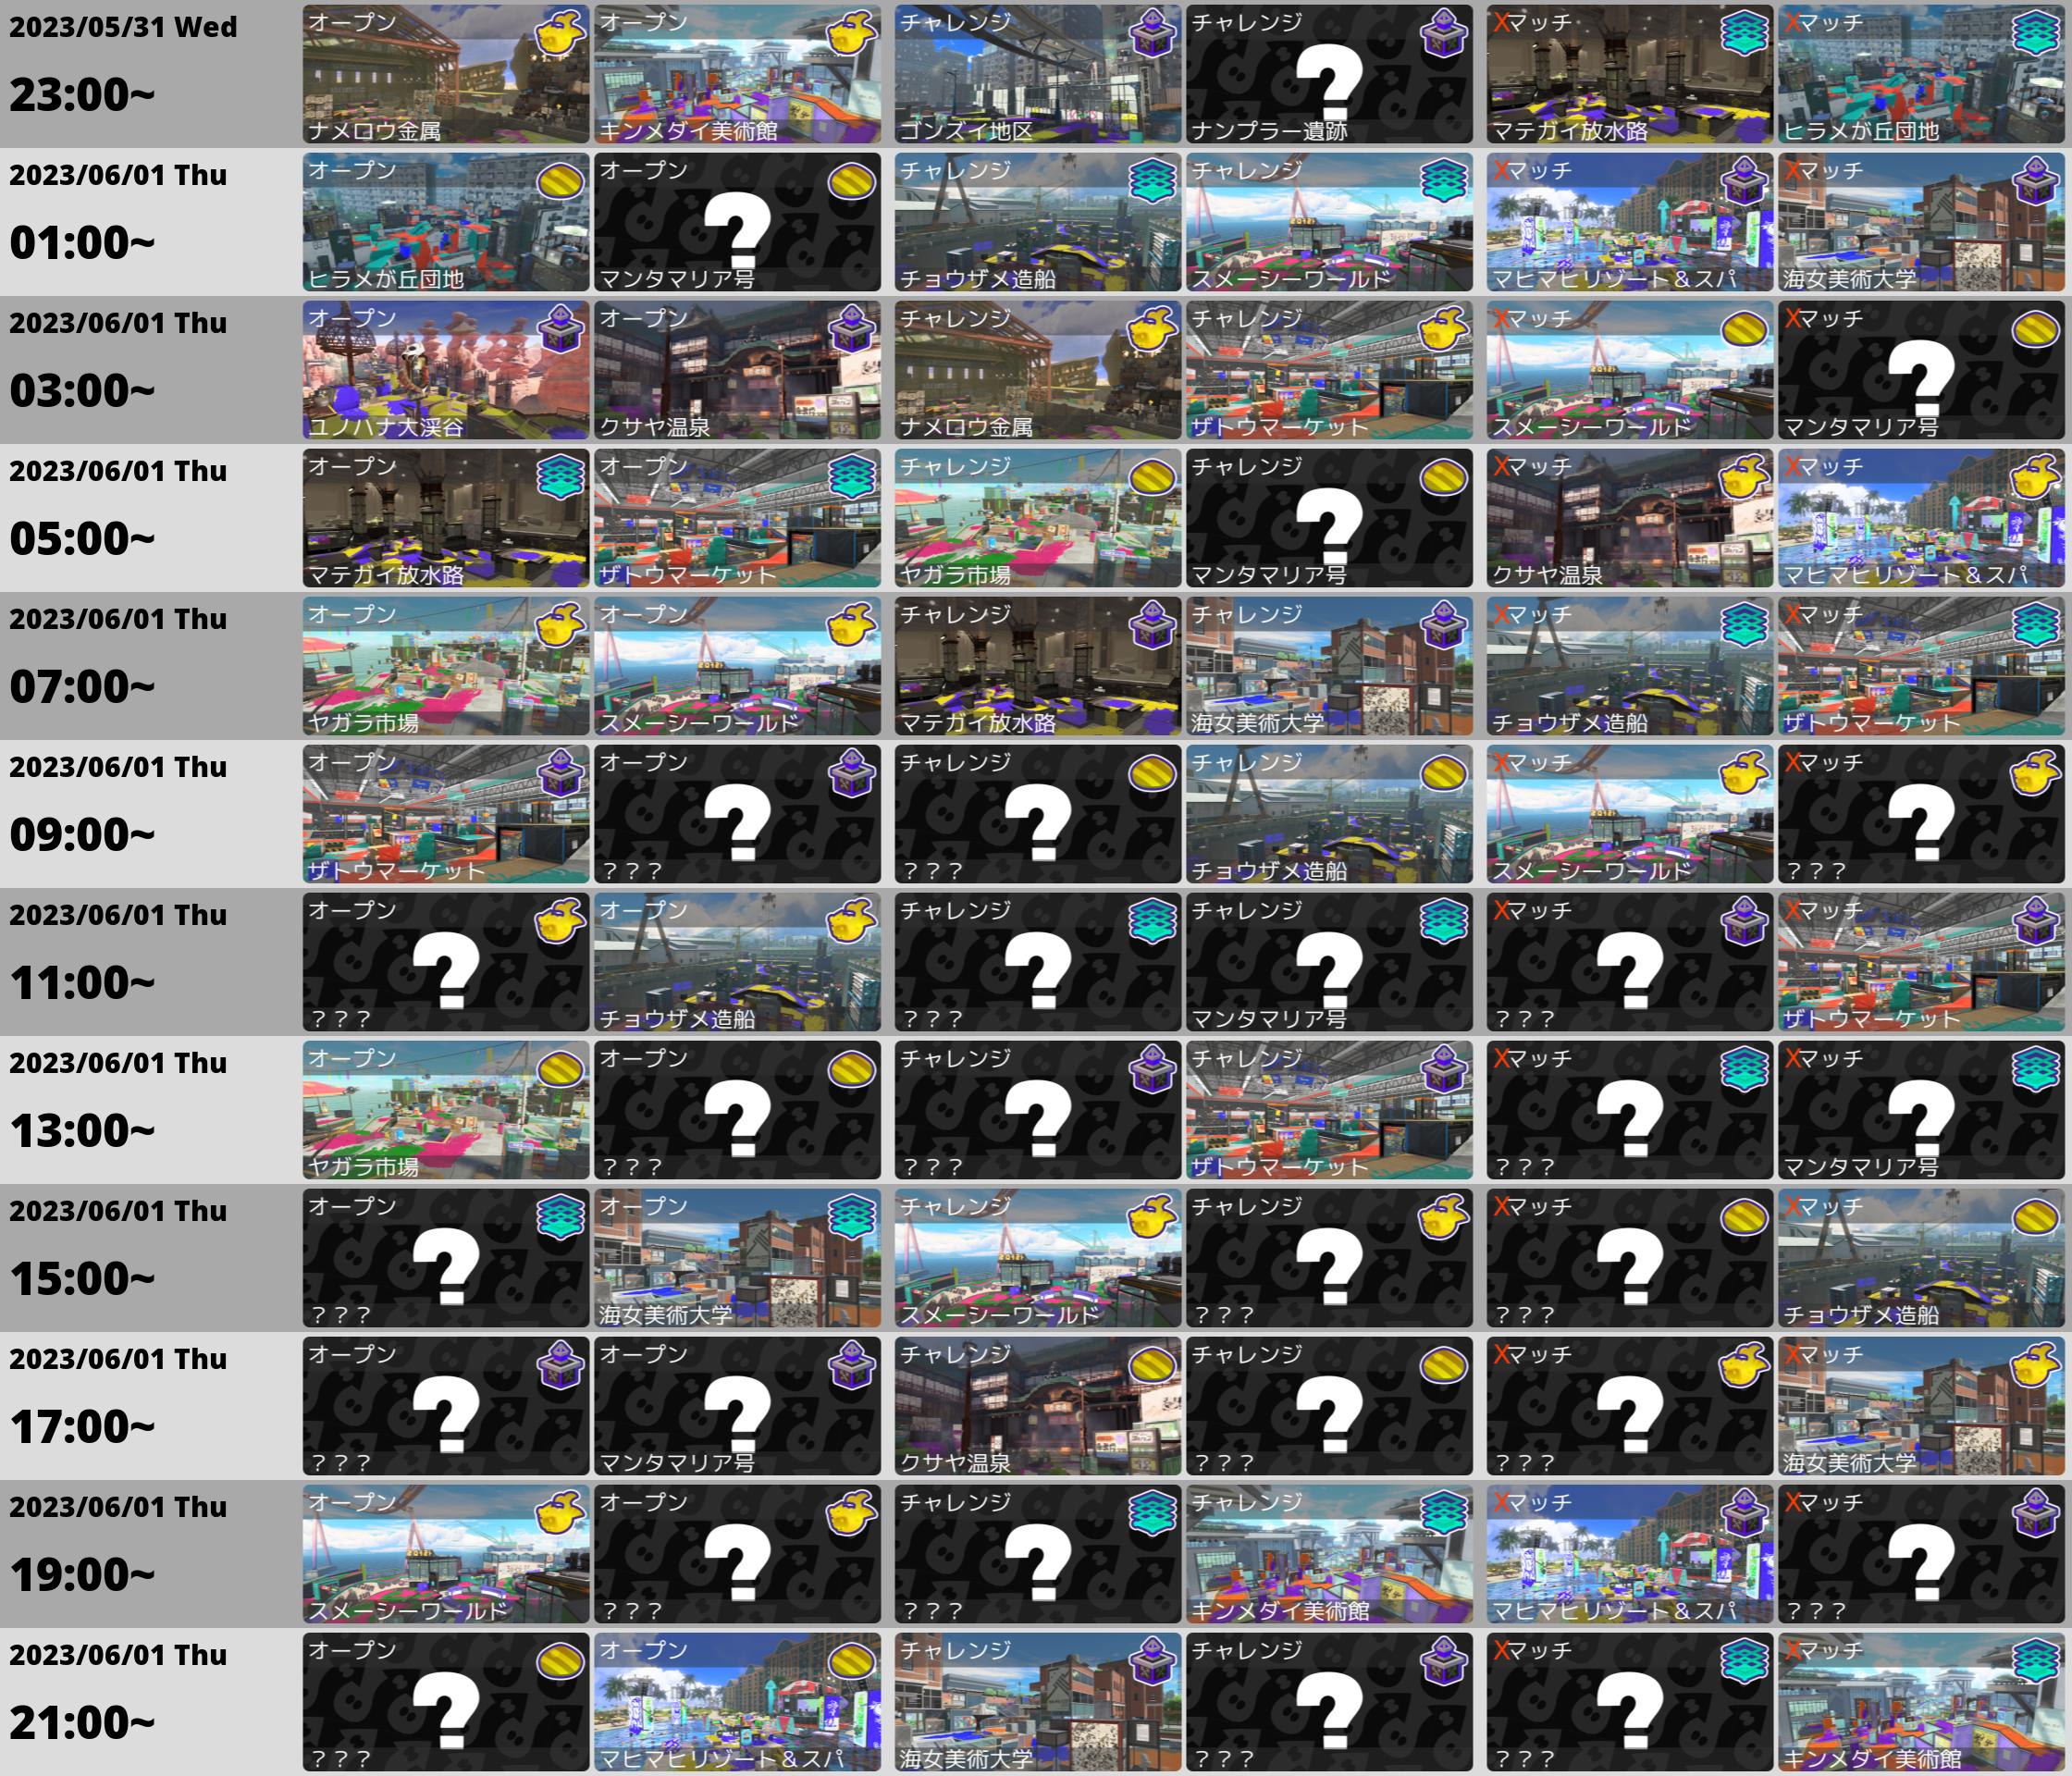 2023/05/31 Wed
23:00~
オープン
ナメロウ金属
オープン
キンメダイ美術館
チャレンジ
ゴンズイ地区
チャレンジ
ナンプラー遺跡
Xマッチ
マテガイ放水路
Xマッチ
ヒラメが丘団地
2023/06/01 Thu
01:00~
オープン
ヒラメが丘団地
オープン
マンタマリア号
チャレンジ
チョウザメ造船
チャレンジ
スメーシーワールド
Xマッチ
マヒマヒリゾート＆スパ
Xマッチ
海女美術大学
2023/06/01 Thu
03:00~
オープン
ユノハナ大渓谷
オープン
クサヤ温泉
チャレンジ
ナメロウ金属
チャレンジ
ザトウマーケット
Xマッチ
スメーシーワールド
Xマッチ
マンタマリア号
2023/06/01 Thu
05:00~
オープン
マテガイ放水路
オープン
ザトウマーケット
チャレンジ
ヤガラ市場
チャレンジ
マンタマリア号
Xマッチ
クサヤ温泉
Xマッチ
マヒマヒリゾート＆スパ
2023/06/01 Thu
07:00~
オープン
ヤガラ市場
オープン
スメーシーワールド
チャレンジ
マテガイ放水路
チャレンジ
海女美術大学
Xマッチ
チョウザメ造船
Xマッチ
ザトウマーケット
2023/06/01 Thu
09:00~
オープン
ザトウマーケット
オープン
？？？
チャレンジ
？？？
チャレンジ
チョウザメ造船
Xマッチ
スメーシーワールド
Xマッチ
？？？
2023/06/01 Thu
11:00~
オープン
？？？
オープン
チョウザメ造船
チャレンジ
？？？
チャレンジ
マンタマリア号
Xマッチ
？？？
Xマッチ
ザトウマーケット
2023/06/01 Thu
13:00~
オープン
ヤガラ市場
オープン
？？？
チャレンジ
？？？
チャレンジ
ザトウマーケット
Xマッチ
？？？
Xマッチ
マンタマリア号
2023/06/01 Thu
15:00~
オープン
？？？
オープン
海女美術大学
チャレンジ
スメーシーワールド
チャレンジ
？？？
Xマッチ
？？？
Xマッチ
チョウザメ造船
2023/06/01 Thu
17:00~
オープン
？？？
オープン
マンタマリア号
チャレンジ
クサヤ温泉
チャレンジ
？？？
Xマッチ
？？？
Xマッチ
海女美術大学
2023/06/01 Thu
19:00~
オープン
スメーシーワールド
オープン
？？？
チャレンジ
？？？
チャレンジ
キンメダイ美術館
Xマッチ
マヒマヒリゾート＆スパ
Xマッチ
？？？
2023/06/01 Thu
21:00~
オープン
？？？
オープン
マヒマヒリゾート＆スパ
チャレンジ
海女美術大学
チャレンジ
？？？
Xマッチ
？？？
Xマッチ
キンメダイ美術館